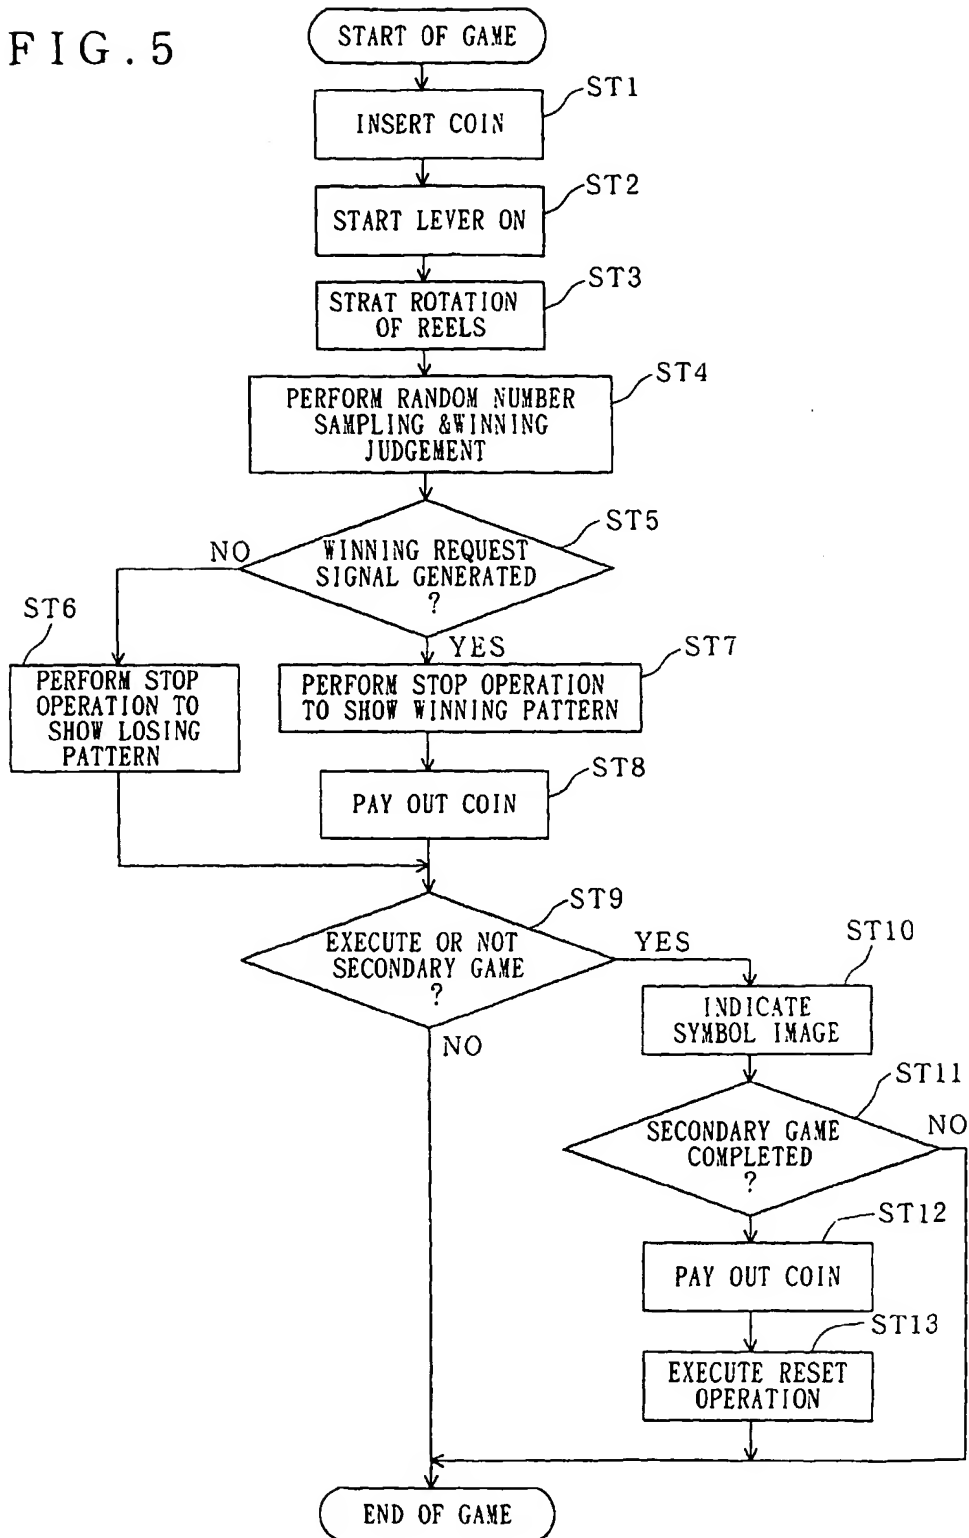 FIG.5
START OF GAME
ST1
INSERT COIN
ST2
START LEVER ON
ST3
STRAT ROTATION
OF REELS
ST4
PERFORM RANDOM NUMBER
SAMPLING &WINNING
JUDGEMENT
ST5
NO
WINNING REQUEST
SIGNAL GENERATED
?
ST6
YES
ST7
PERFORM STOP
OPERATION TO
SHOW LOSING
PATTERN
PERFORM STOP OPERATION
TO SHOW WINNING PATTERN
ST8
PAY OUT COIN
ST9
EXECUTE OR NOT
SECONDARY GAME
?
YES
NO
ST10
INDICATE
SYMBOL IMAGE
ST11
NO
SECONDARY GAME
COMPLETED
?
ST12
PAY OUT COIN
ST13
EXECUTE RESET
OPERATION
END OF GAME